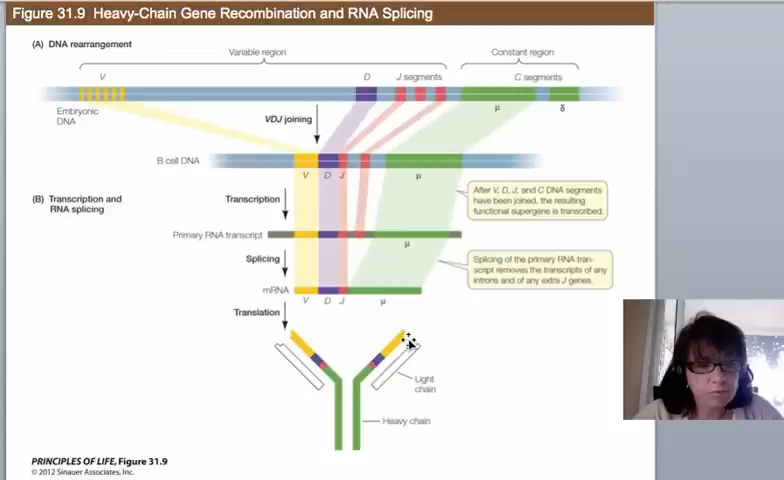 Figure 31.9 Heavy-Chain Gene Recombination and RNA Splicing
(A) DNA rearrangement
Variable region
Constant region
V
D
J segments
C segments
Embryonic
DNA
μ
δ
VDJ joining
B cell DNA
V
D
J
μ
(B) Transcription and
RNA splicing
Transcription
After V, D, J, and C DNA segments
have been joined, the resulting
functional supergene is transcribed.
Primary RNA transcript
μ
Splicing
Splicing of the primary RNA tran-
script removes the transcripts of any
introns and of any extra J genes.
mRNA
V
D
J
μ
Translation
Light
chain
Heavy chain
PRINCIPLES OF LIFE, Figure 31.9
© 2012 Sinauer Associates, Inc.